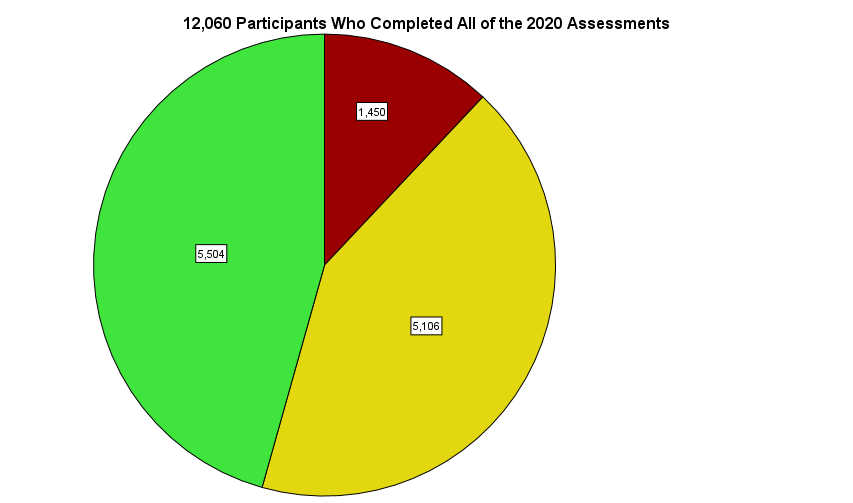 12,060 Participants Who Completed All of the 2020 Assessments
1,450
5,504
5,106